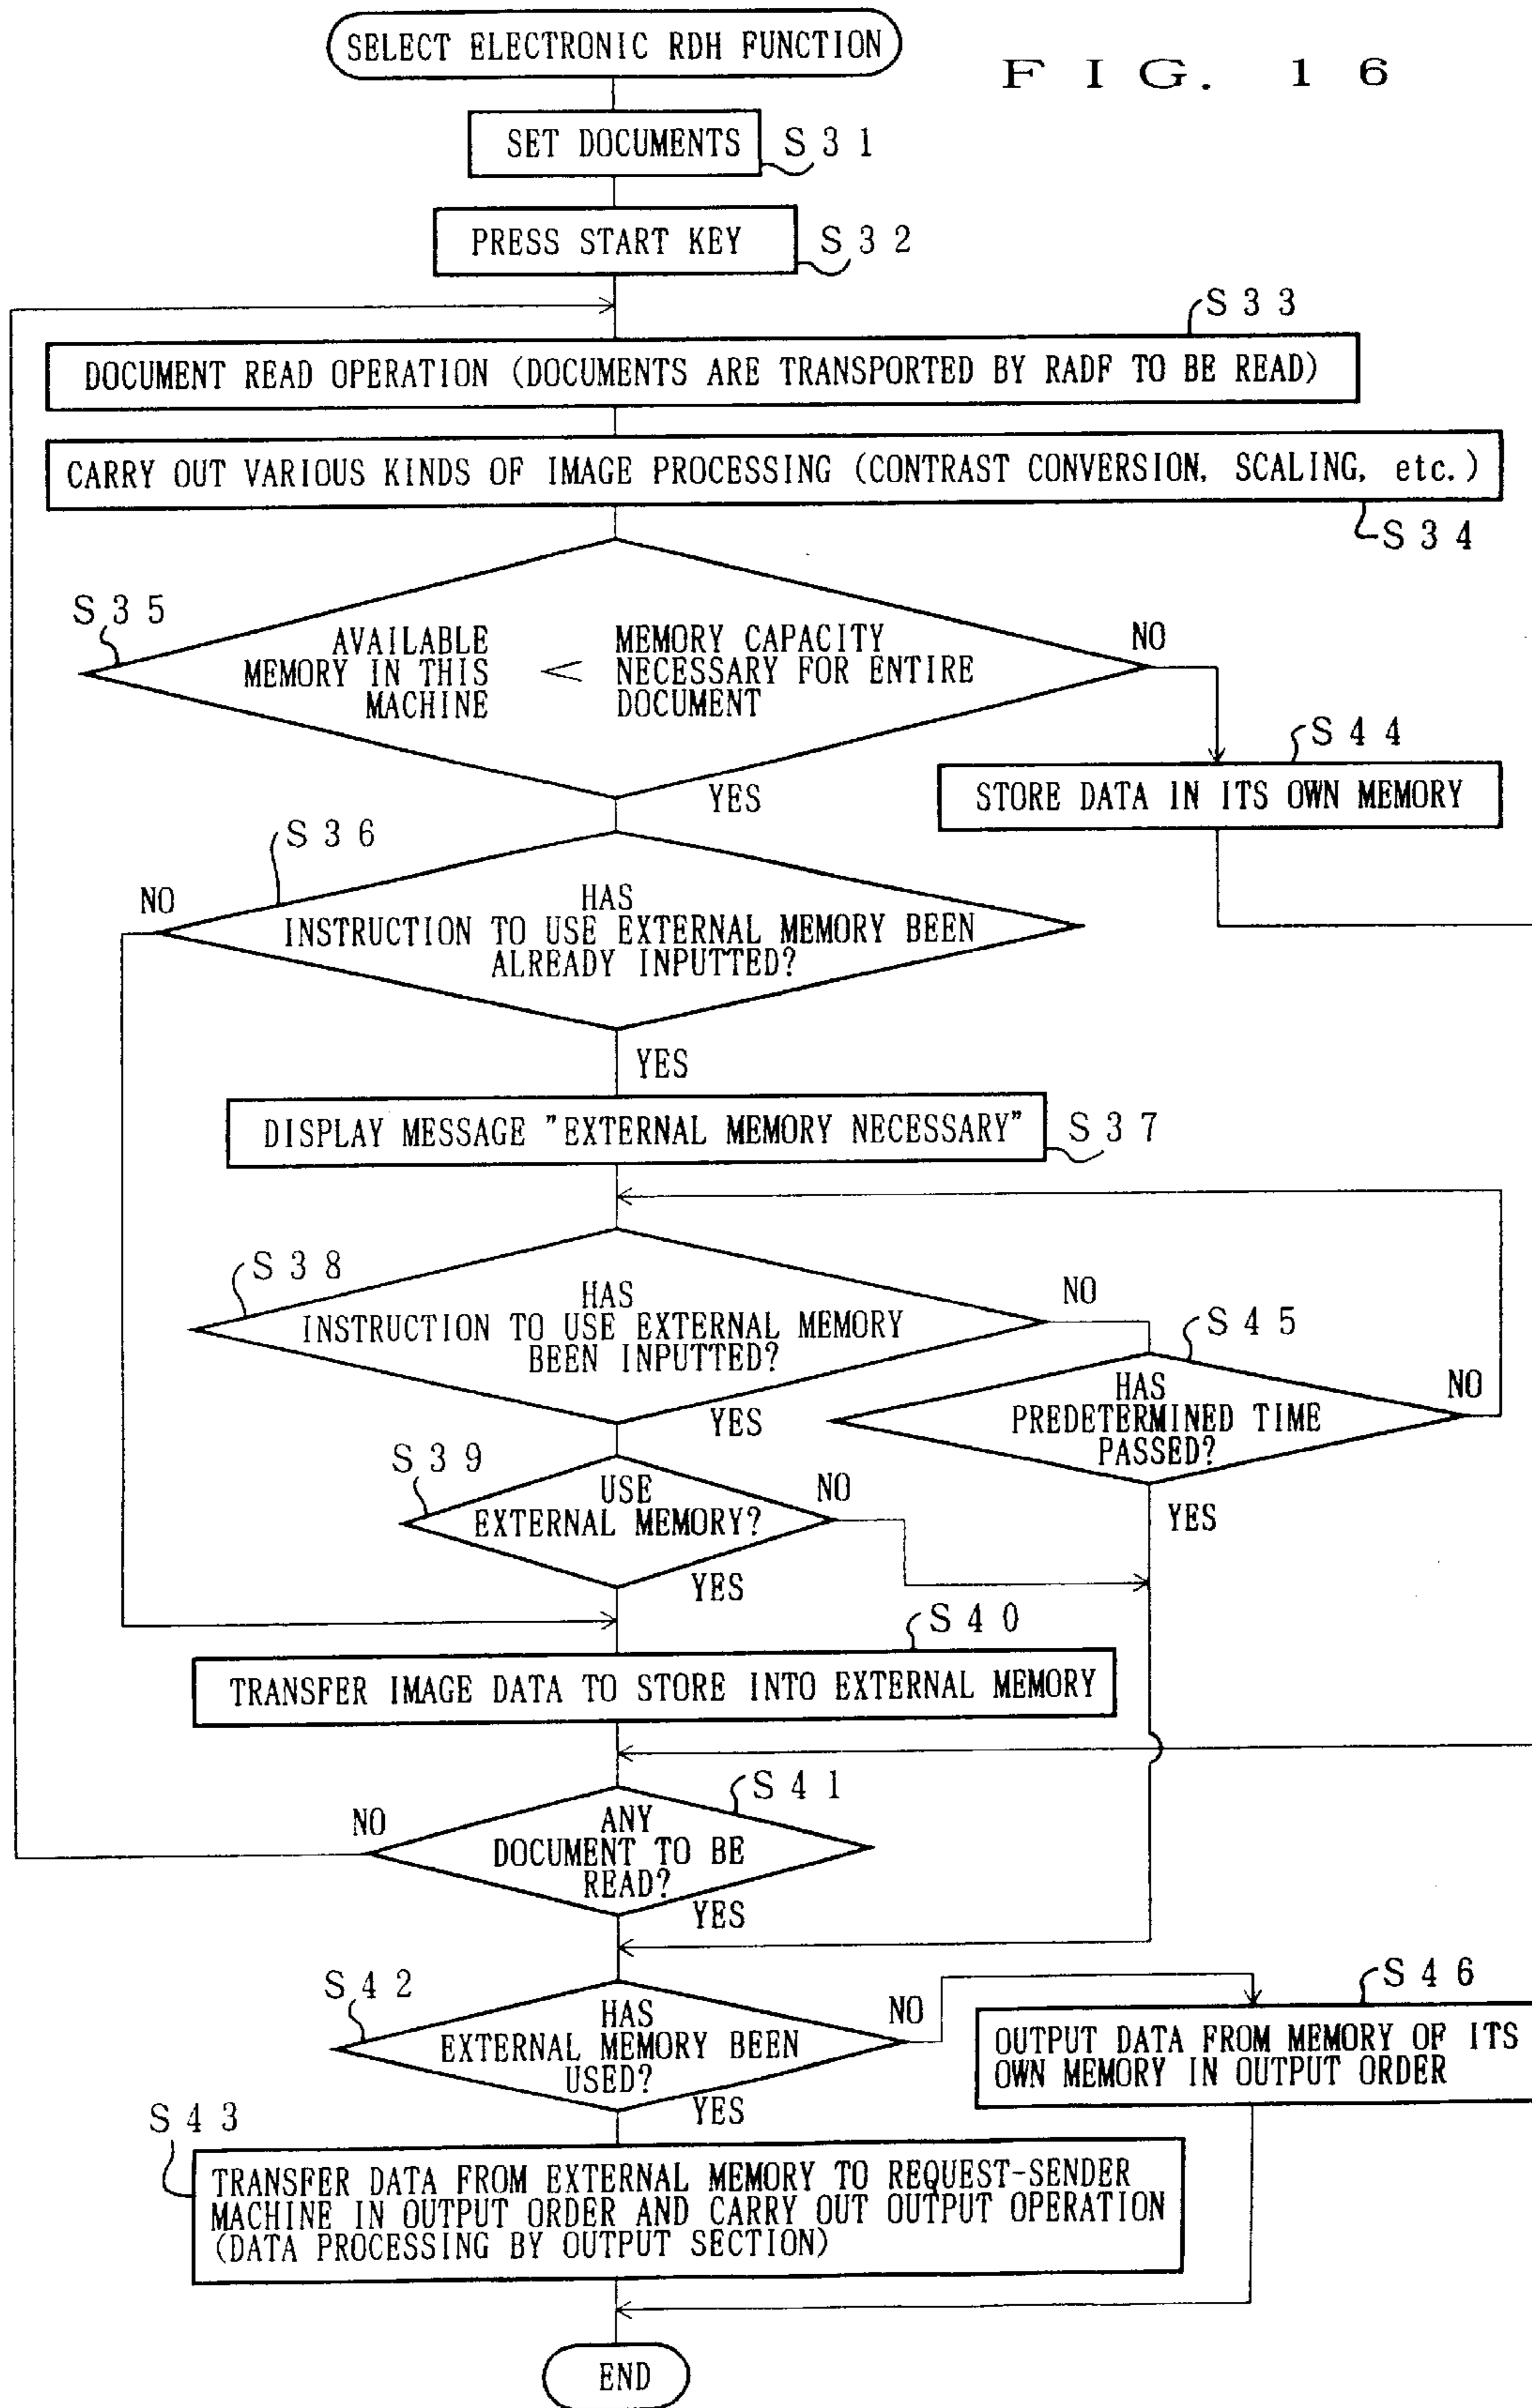 SELECT ELECTRONIC RDH FUNCTION
FIG. 16
SET DOCUMENTS
S31
PRESS START KEY
S32
S33
DOCUMENT READ OPERATION (DOCUMENTS ARE TRANSPORTED BY RADF TO BE READ)
CARRY OUT VARIOUS KINDS OF IMAGE PROCESSING (CONTRAST CONVERSION, SCALING, etc.)
S34
S35
AVAILABLE
MEMORY IN THIS
MACHINE
<
MEMORY CAPACITY
NECESSARY FOR ENTIRE
DOCUMENT
NO
YES
S44
STORE DATA IN ITS OWN MEMORY
S36
NO
HAS
INSTRUCTION TO USE EXTERNAL MEMORY BEEN
ALREADY INPUTTED?
YES
DISPLAY MESSAGE "EXTERNAL MEMORY NECESSARY"
S37
S38
HAS
INSTRUCTION TO USE EXTERNAL MEMORY
BEEN INPUTTED?
NO
YES
S45
HAS
PREDETERMINED TIME
PASSED?
NO
YES
S39
USE
EXTERNAL MEMORY?
NO
YES
S40
TRANSFER IMAGE DATA TO STORE INTO EXTERNAL MEMORY
S41
NO
ANY
DOCUMENT TO BE
READ?
YES
S42
HAS
EXTERNAL MEMORY BEEN
USED?
NO
YES
S46
OUTPUT DATA FROM MEMORY OF ITS
OWN MEMORY IN OUTPUT ORDER
S43
TRANSFER DATA FROM EXTERNAL MEMORY TO REQUEST-SENDER
MACHINE IN OUTPUT ORDER AND CARRY OUT OUTPUT OPERATION
(DATA PROCESSING BY OUTPUT SECTION)
END